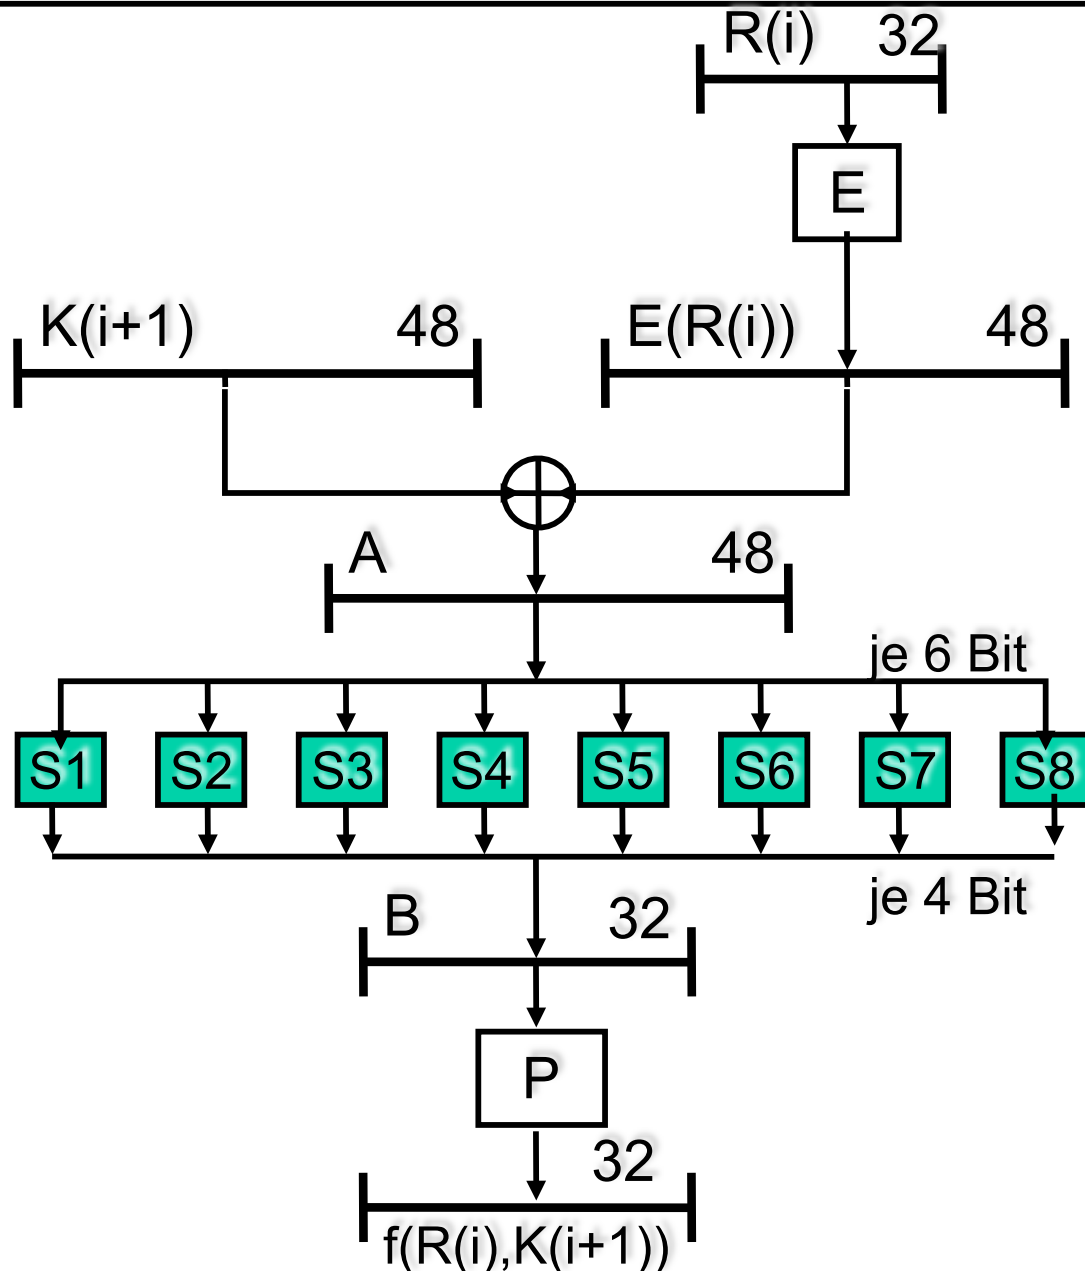 R(i) 32
E
K(i+1) 48 E(R(i)) 48
A 48
je 6 Bit
S1 S2 S3 S4 S5 S6 S7 S8
je 4 Bit
B 32
P
32
f(R(i),K(i+1))